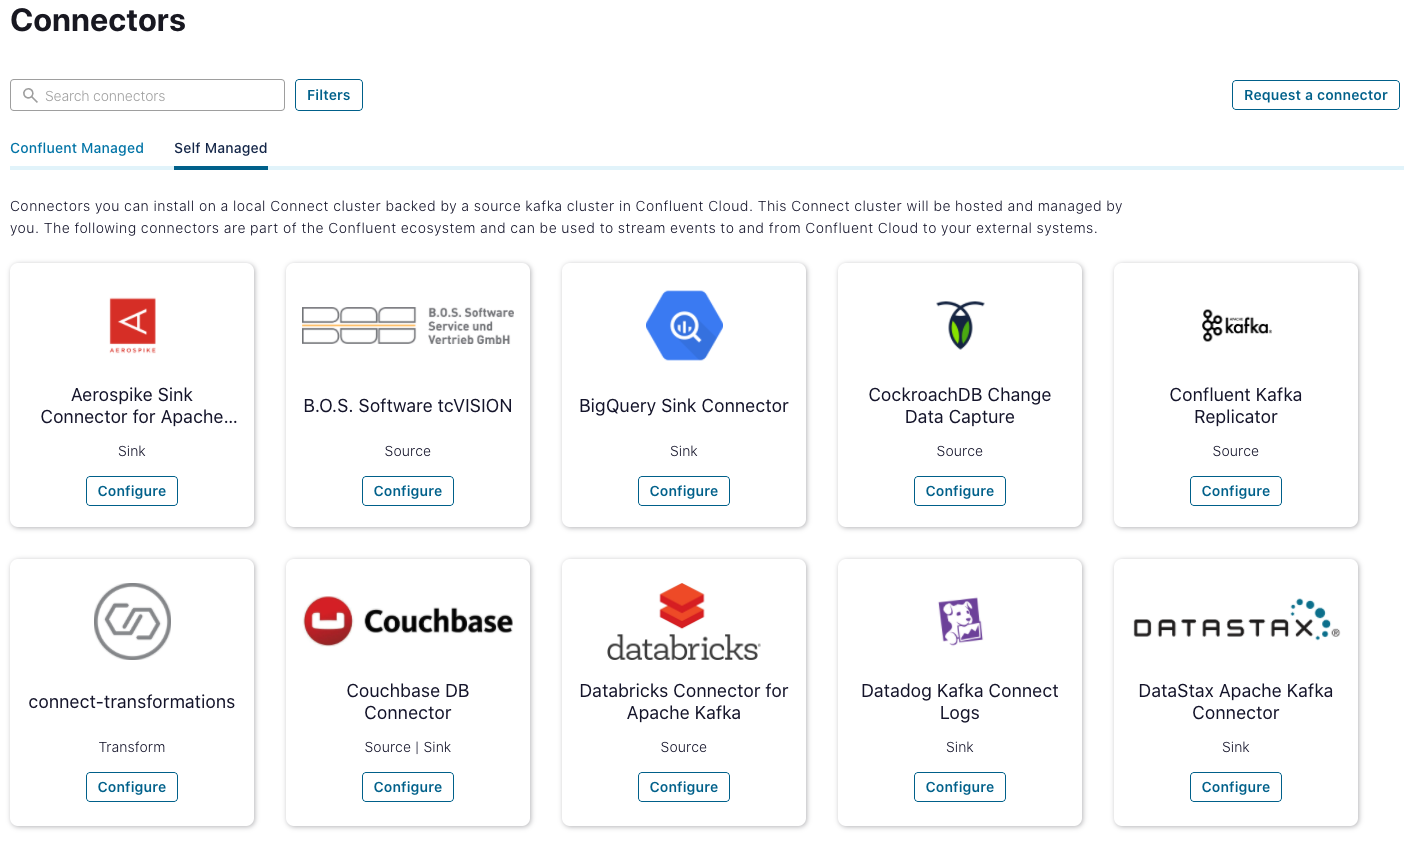 Connectors
Search connectors
Filters
Request a connector
Confluent Managed
Self Managed
Connectors you can install on a local Connect cluster backed by a source kafka cluster in Confluent Cloud. This Connect cluster will be hosted and managed by
you. The following connectors are part of the Confluent ecosystem and can be used to stream events to and from Confluent Cloud to your external systems.
AEROSPIKE
Aerospike Sink
Connector for Apache...
Sink
Configure
B.O.S. Software
Service und
Vertrieb GmbH
B.O.S. Software tcVISION
Source
Configure
BigQuery Sink Connector
Sink
Configure
CockroachDB Change
Data Capture
Source
Configure
APACHE
kafka
Confluent Kafka
Replicator
Source
Configure
connect-transformations
Transform
Configure
Couchbase
Couchbase DB
Connector
Source | Sink
Configure
databricks
Databricks Connector for
Apache Kafka
Source
Configure
Datadog Kafka Connect
Logs
Sink
Configure
DATASTAX®
DataStax Apache Kafka
Connector
Sink
Configure